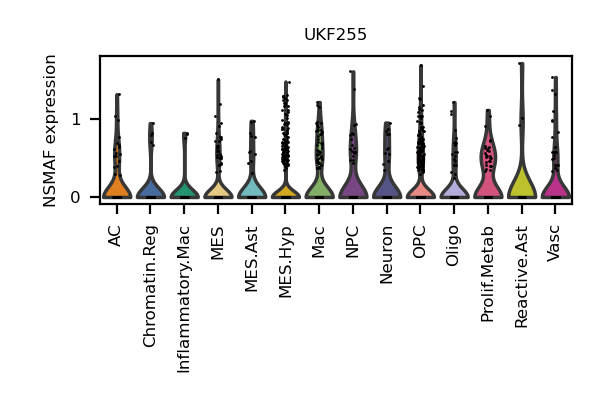 UKF255
NSMAF expression
1
0
AC
Chromatin.Reg
Inflammatory.Mac
MES
MES.Ast
MES.Hyp
Mac
NPC
Neuron
OPC
Oligo
Prolif.Metab
Reactive.Ast
Vasc